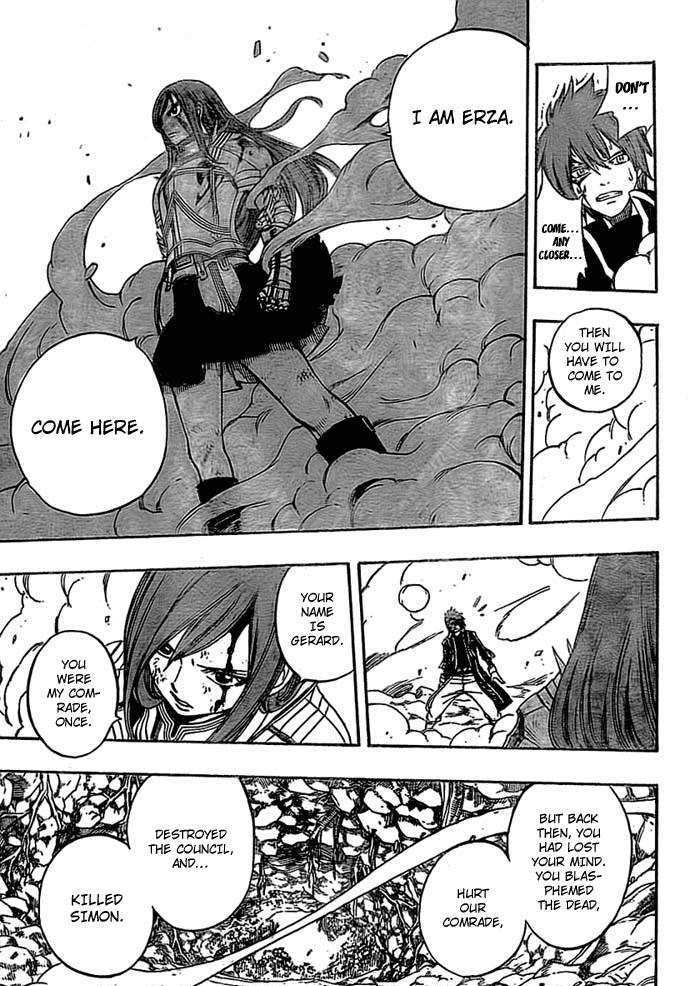 DON'T
...
COME...
ANY
CLOSER...
THEN
YOU WILL
HAVE TO
COME TO
ME.
I AM ERZA.
COME HERE.
YOUR
NAME
IS
GERARD.
YOU
WERE
MY COM-
RADE,
ONCE.
BUT BACK
THEN, YOU
HAD LOST
YOUR MIND.
YOU BLAS-
PHEMED
THE DEAD,
HURT
OUR
COMRADE,
DESTROYED
THE COUNCIL,
AND...
KILLED
SIMON.